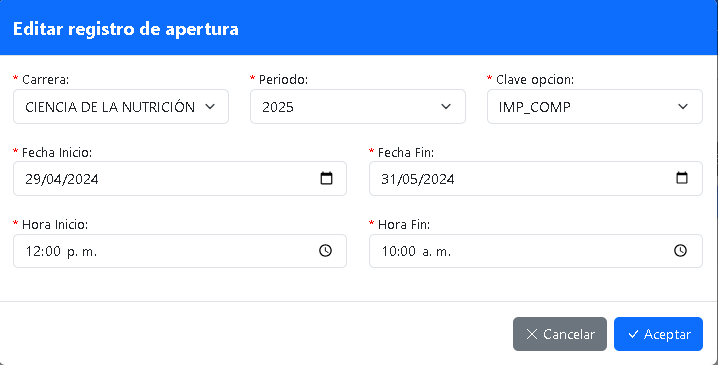 Editar registro de apertura
* Carrera: * Periodo: * Clave opcion:
CIENCIA DE LA NUTRICIÓN 2025 IMP_COMP
* Fecha Inicio: * Fecha Fin:
29/04/2024 31/05/2024
* Hora Inicio: * Hora Fin:
12:00 p. m. 10:00 a. m.
Cancelar Aceptar